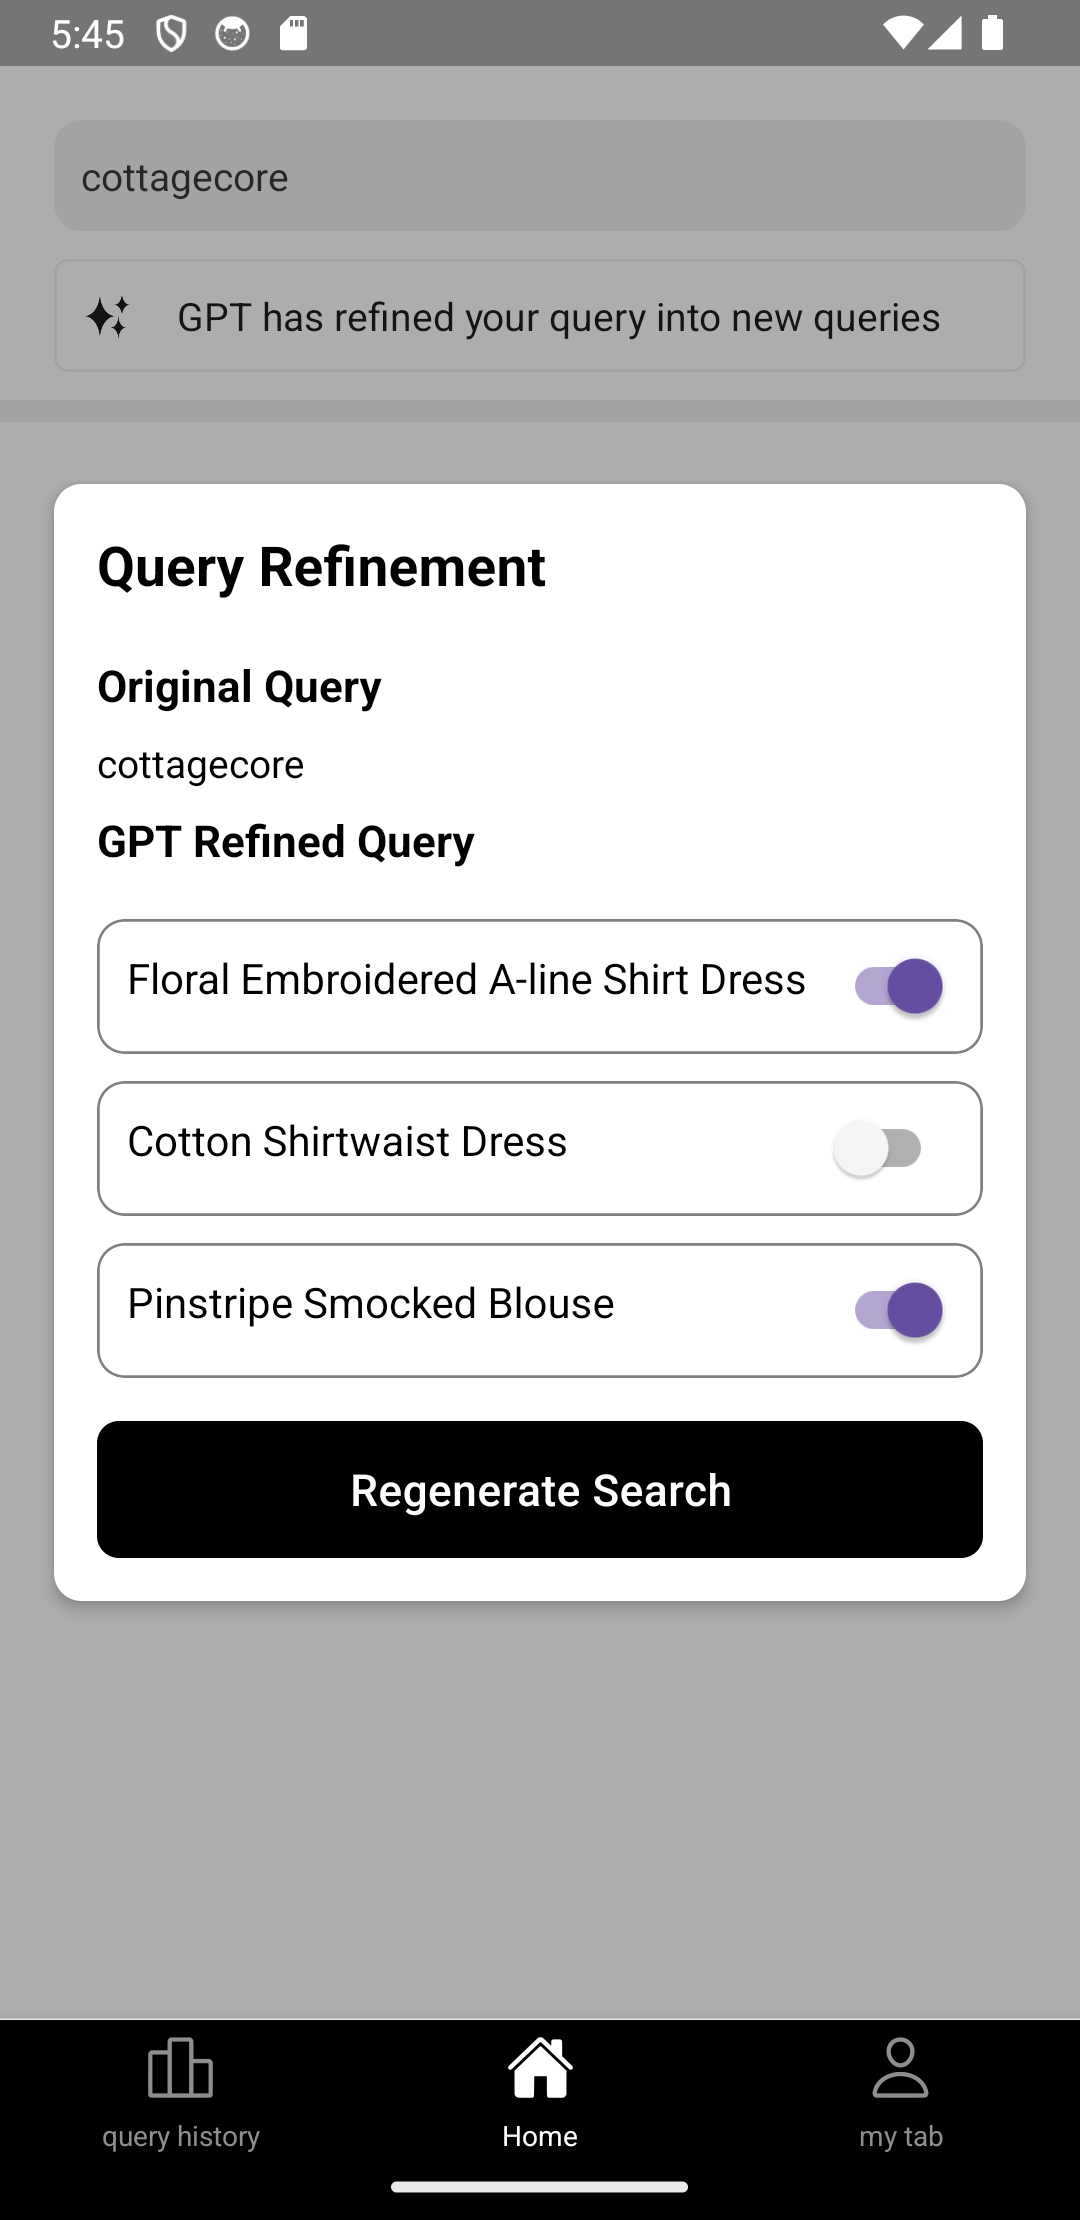 5:45
cottagecore
GPT has refined your query into new queries
Query Refinement
Original Query
cottagecore
GPT Refined Query
Floral Embroidered A-line Shirt Dress
Cotton Shirtwaist Dress
Pinstripe Smocked Blouse
Regenerate Search
query history
Home
my tab